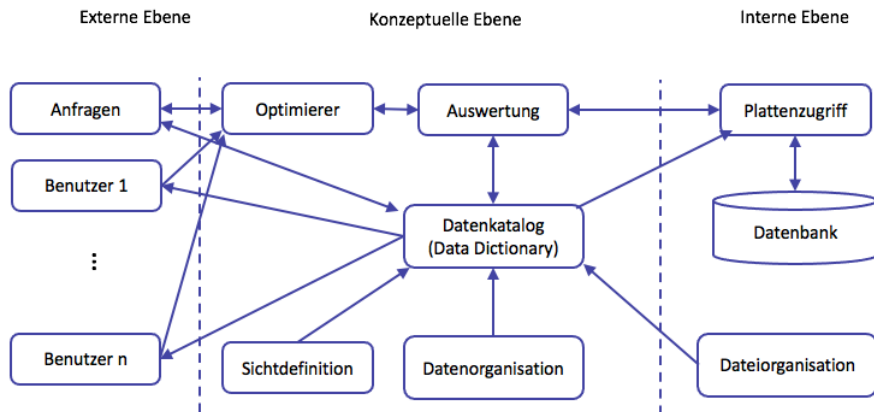 Externe Ebene
Konzeptuelle Ebene
Interne Ebene
Anfragen
Optimierer
Auswertung
Plattenzugriff
Benutzer 1
Datenkatalog
(Data Dictionary)
Datenbank
...
Benutzer n
Sichtdefinition
Datenorganisation
Dateiorganisation